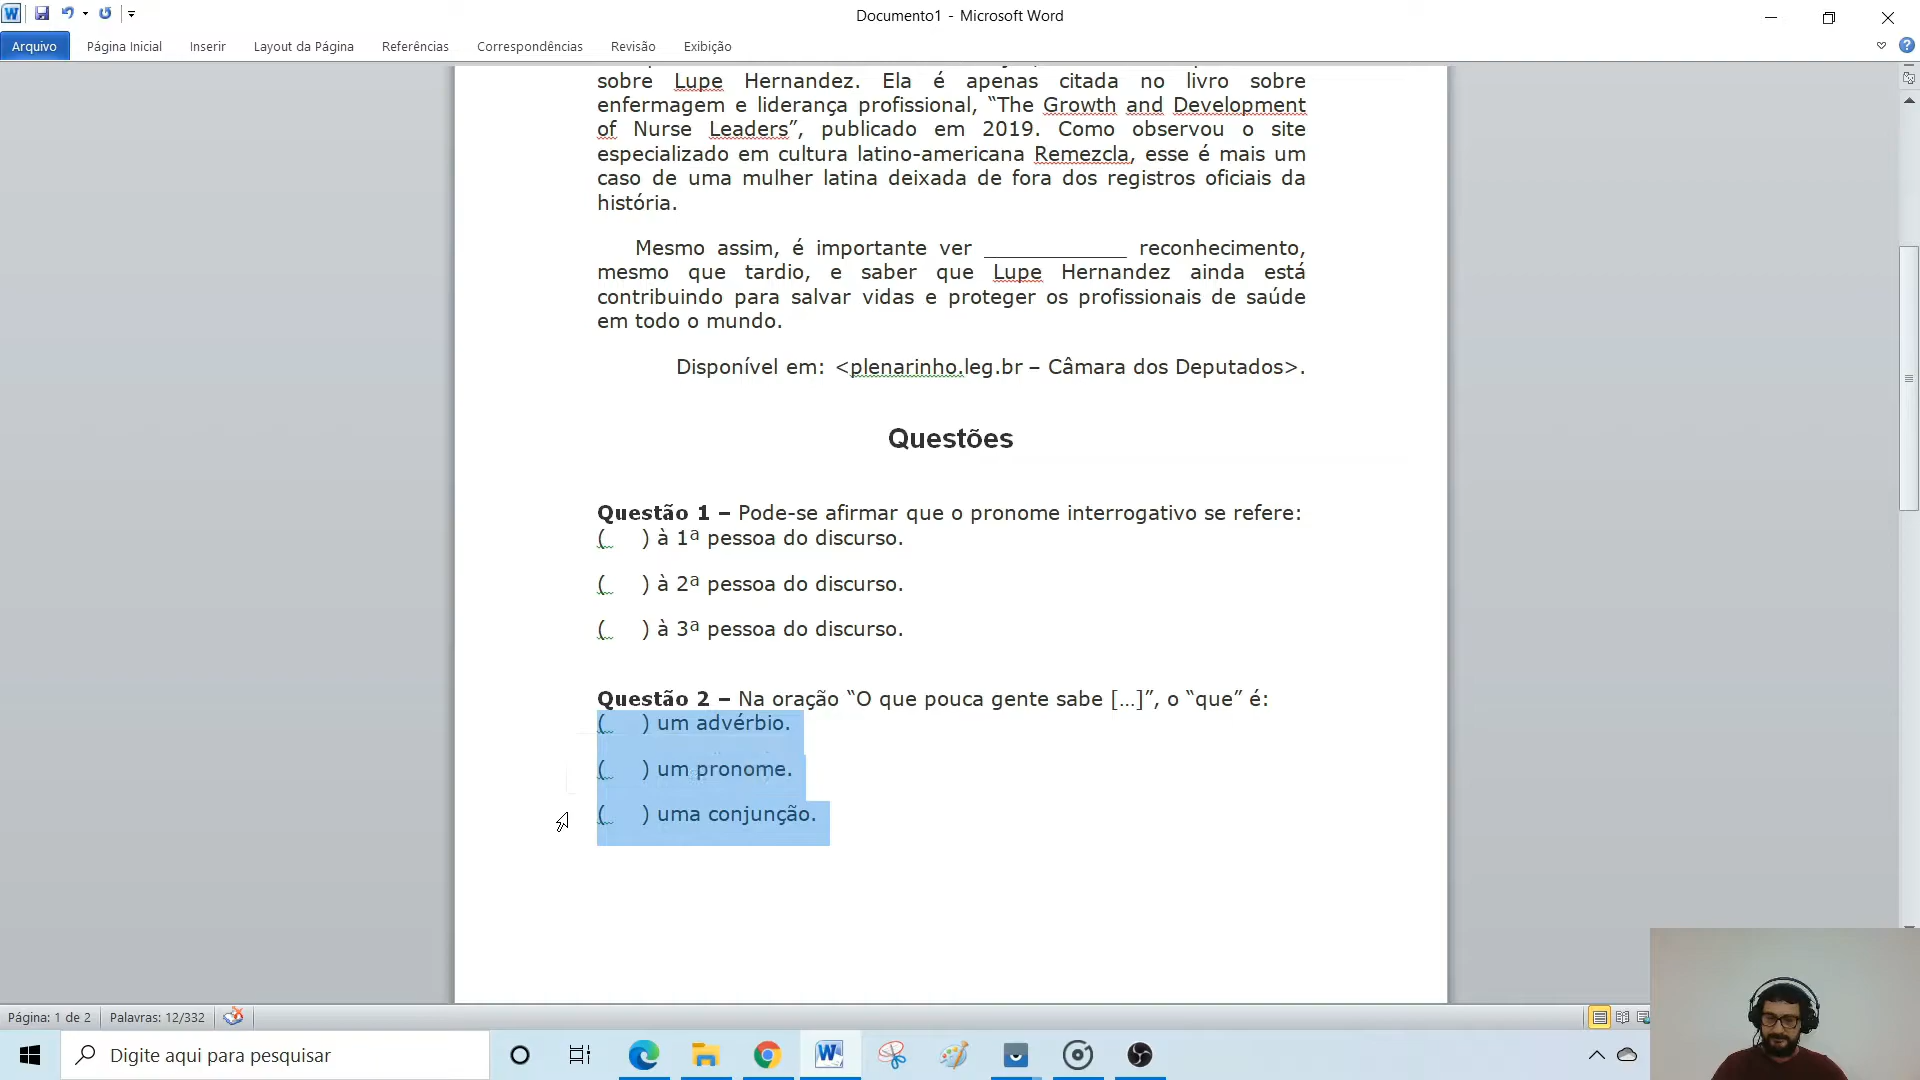 Documento1 - Microsoft Word
Arquivo Página Inicial Inserir Layout da Página Referências Correspondências Revisão Exibição
sobre Lupe Hernandez. Ela é apenas citada no livro sobre
enfermagem e liderança profissional, “The Growth and Development
of Nurse Leaders”, publicado em 2019. Como observou o site
especializado em cultura latino-americana Remezcla, esse é mais um
caso de uma mulher latina deixada de fora dos registros oficiais da
história.
Mesmo assim, é importante ver ____________ reconhecimento,
mesmo que tardio, e saber que Lupe Hernandez ainda está
contribuindo para salvar vidas e proteger os profissionais de saúde
em todo o mundo.
Disponível em: <plenarinho.leg.br – Câmara dos Deputados>.
Questões
Questão 1 – Pode-se afirmar que o pronome interrogativo se refere:
( ) à 1ª pessoa do discurso.
( ) à 2ª pessoa do discurso.
( ) à 3ª pessoa do discurso.
Questão 2 – Na oração “O que pouca gente sabe [...]”, o “que” é:
( ) um advérbio.
( ) um pronome.
( ) uma conjunção.
Página: 1 de 2 Palavras: 12/332
Digite aqui para pesquisar